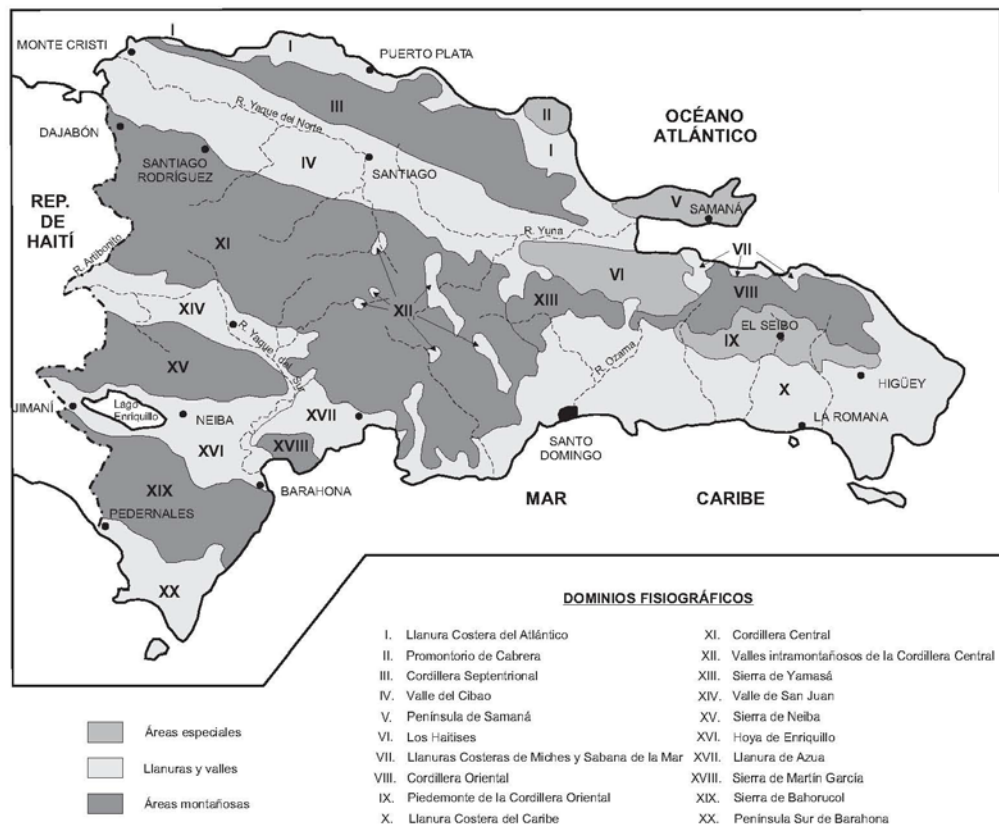 I
I
MONTE CRISTI
PUERTO PLATA
R. Yaque del Norte
III
II
OCÉANO
ATLÁNTICO
DAJABÓN
I
SANTIAGO
RODRÍGUEZ
IV
SANTIAGO
REP.
DE
HAITÍ
V
SAMANÁ
R. Yuna
XI
VII
R. Artibonito
VI
VIII
XIV
XII
XIII
EL SEIBO
R. Yaque del Sur
IX
XV
R. Ozama
X
HIGÜEY
JIMANÍ
Lago
Enriquillo
NEIBA
XVII
LA ROMANA
XVI
XVIII
SANTO
DOMINGO
XIX
BARAHONA
MAR CARIBE
PEDERNALES
XX
DOMINIOS FISIOGRÁFICOS
I. Llanura Costera del Atlántico
II. Promontorio de Cabrera
III. Cordillera Septentrional
IV. Valle del Cibao
V. Península de Samaná
VI. Los Haitises
VII. Llanuras Costeras de Miches y Sabana de la Mar
VIII. Cordillera Oriental
IX. Piedemonte de la Cordillera Oriental
X. Llanura Costera del Caribe
XI. Cordillera Central
XII. Valles intramontañosos de la Cordillera Central
XIII. Sierra de Yamasá
XIV. Valle de San Juan
XV. Sierra de Neiba
XVI. Hoya de Enriquillo
XVII. Llanura de Azua
XVIII. Sierra de Martín García
XIX. Sierra de Bahorucol
XX. Península Sur de Barahona
Áreas especiales
Llanuras y valles
Áreas montañosas